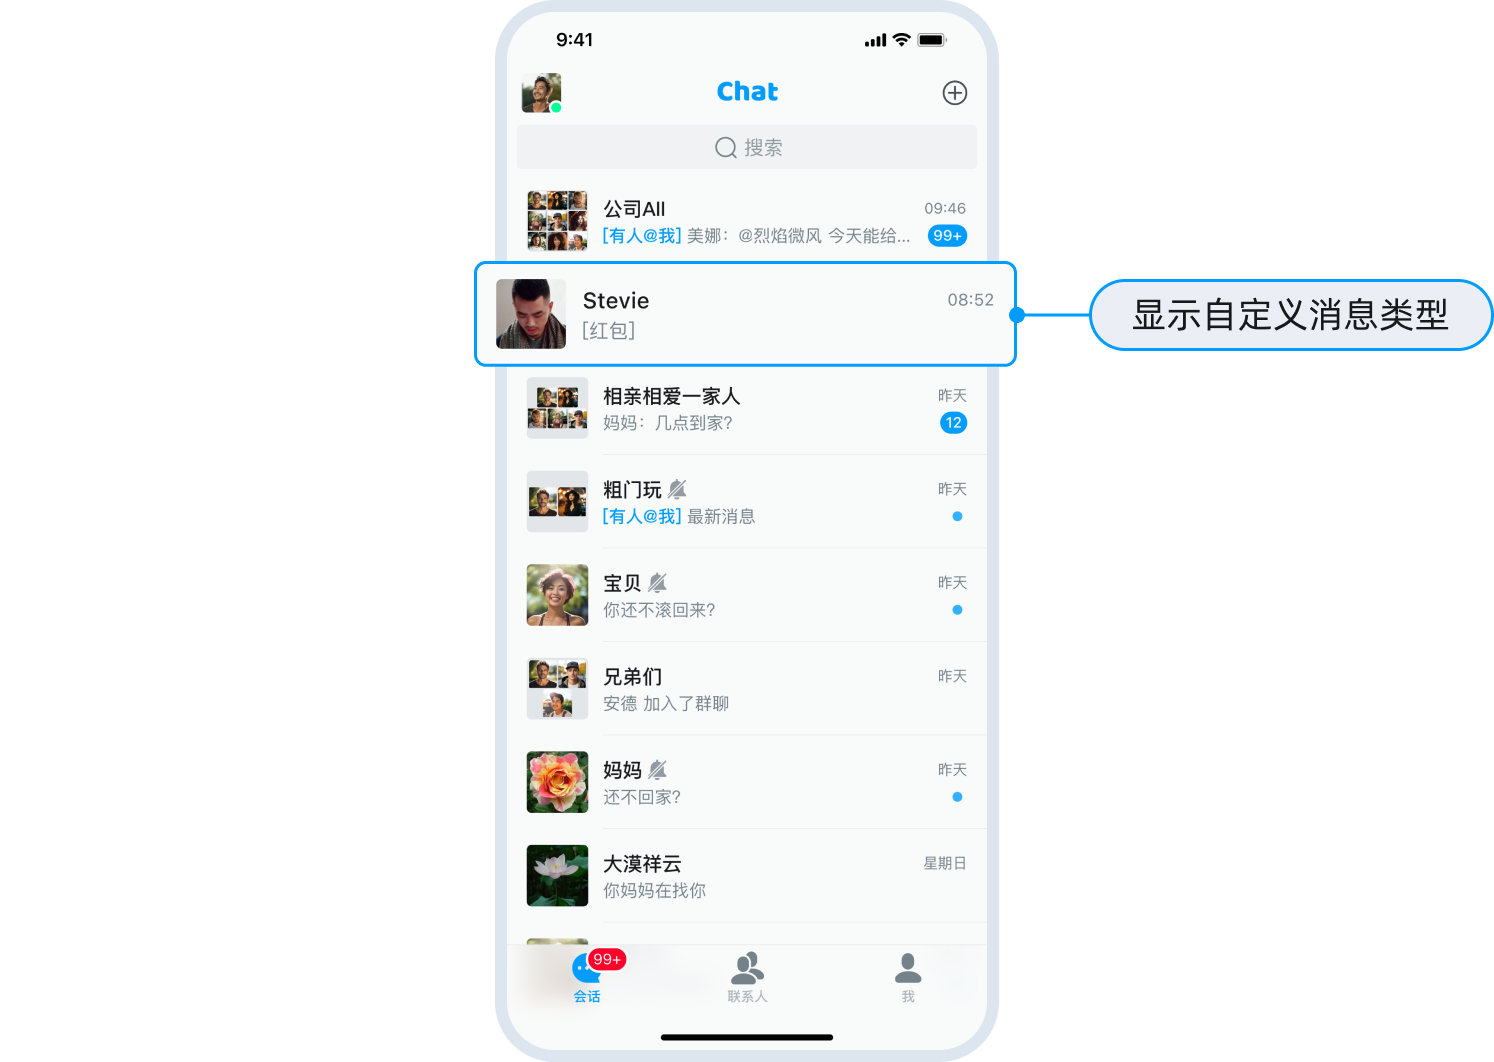 9:41
Chat
搜索
公司All 09:46
[有人@我] 美娜：@烈焰微风 今天能给... 99+
Stevie 08:52
[红包]
显示自定义消息类型
相亲相爱一家人 昨天
妈妈：几点到家? 12
粗门玩 昨天
[有人@我] 最新消息
宝贝 昨天
你还不滚回来?
兄弟们 昨天
安德 加入了群聊
妈妈 昨天
还不回家?
大漠祥云 星期日
你妈妈在找你
99+
会话 联系人 我